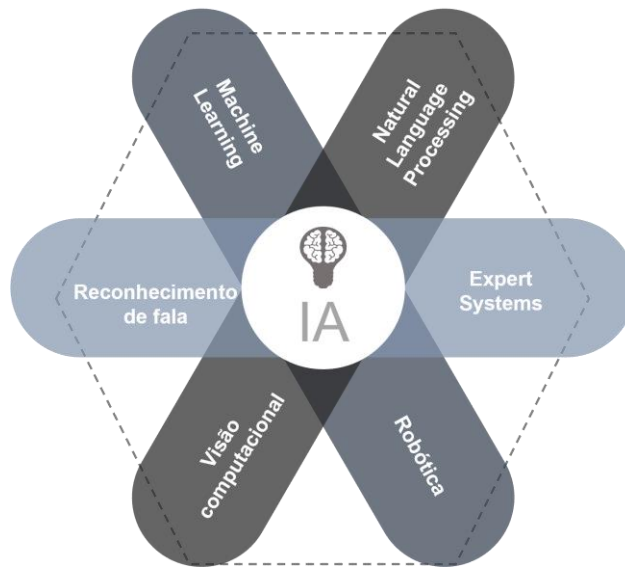 Machine
Learning
Natural
Language
Processing
Reconhecimento
de fala
IA
Expert
Systems
Visão
computacional
Robótica